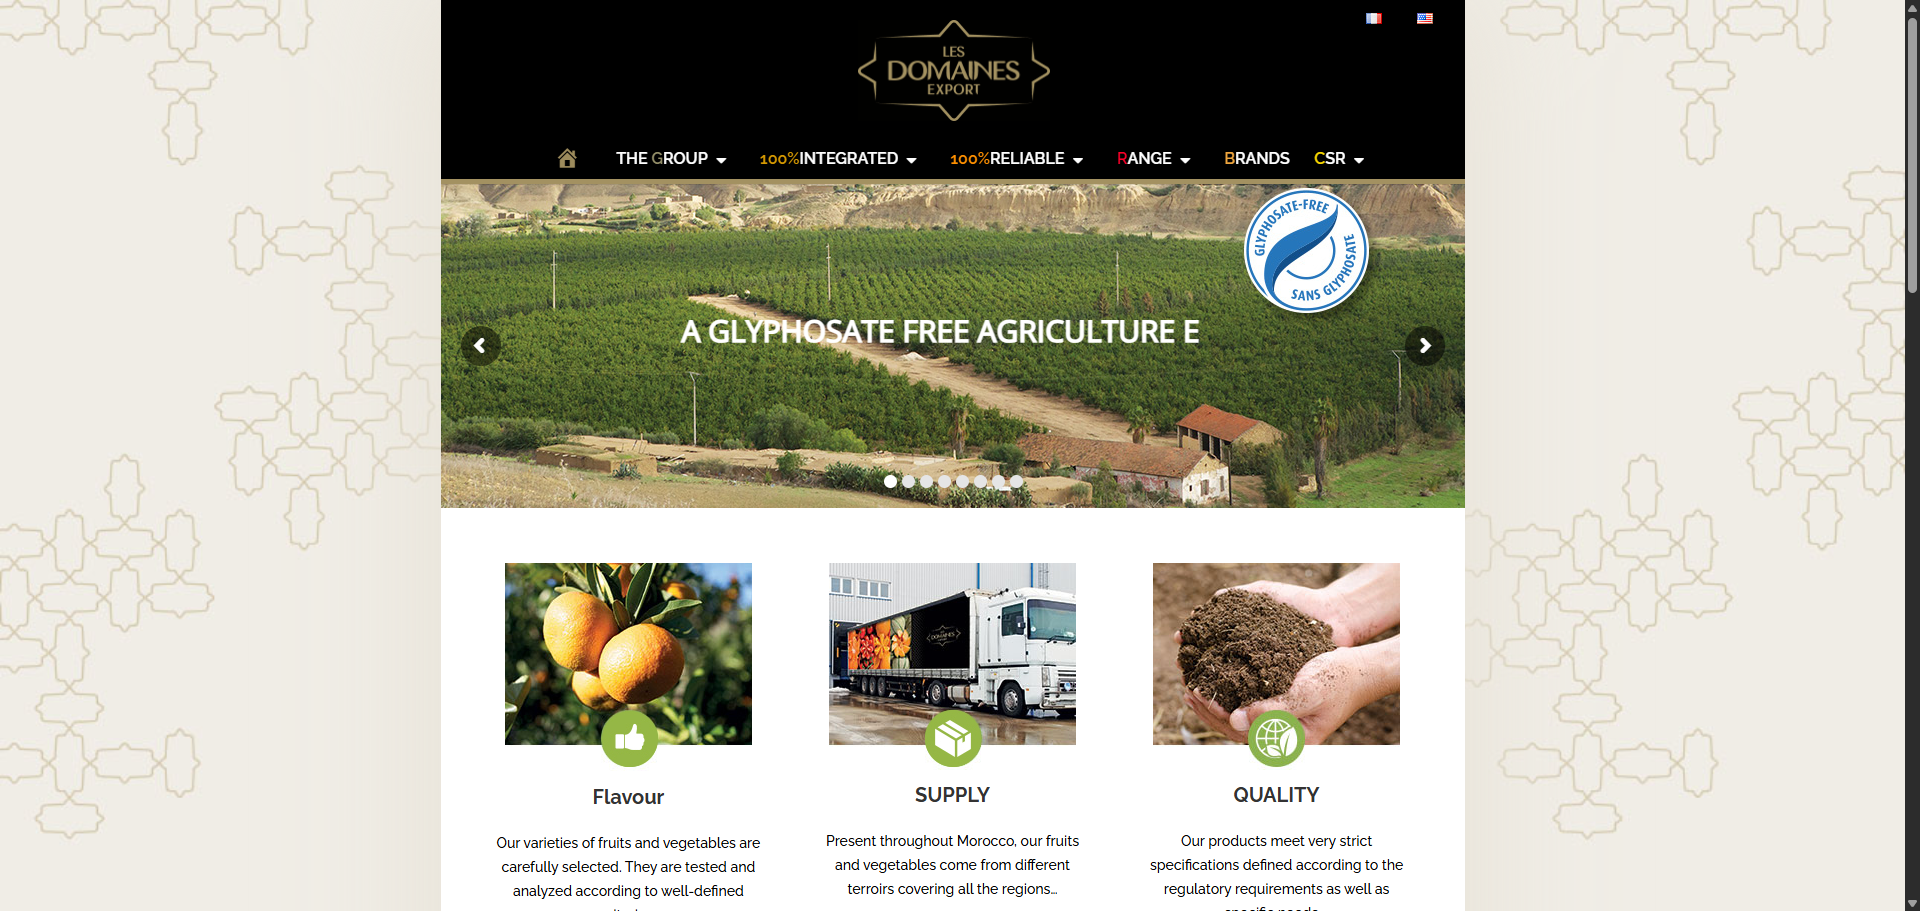 LES
DOMAINES
EXPORT
THE GROUP
100%INTEGRATED
100%RELIABLE
RANGE
BRANDS
CSR
GLYPHOSATE-FREE
SANS GLYPHOSATE
A GLYPHOSATE FREE AGRICULTURE E
DOMAINES
Flavour
SUPPLY
QUALITY
Our varieties of fruits and vegetables are
carefully selected. They are tested and
analyzed according to well-defined
Present throughout Morocco, our fruits
and vegetables come from different
terroirs covering all the regions...
Our products meet very strict
specifications defined according to the
regulatory requirements as well as